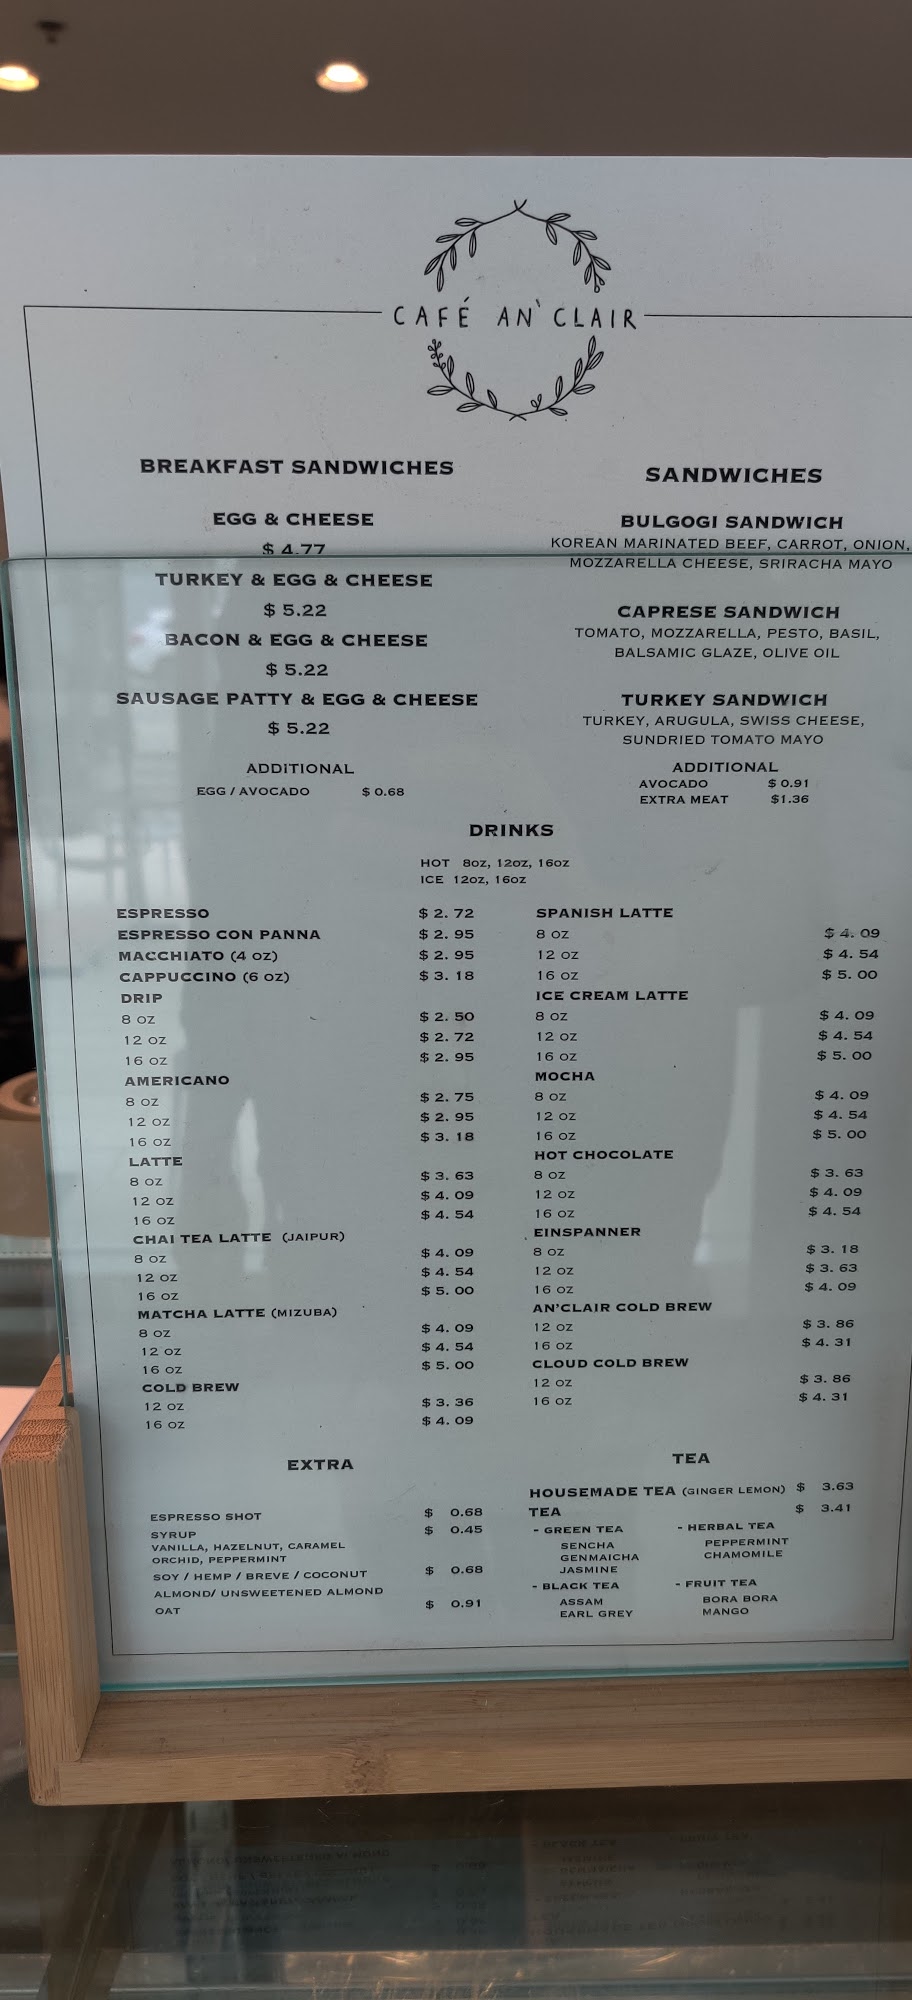 CAFÉ AN'CLAIR
BREAKFAST SANDWICHES
EGG & CHEESE
$ 4.77
TURKEY & EGG & CHEESE
$ 5.22
BACON & EGG & CHEESE
$ 5.22
SAUSAGE PATTY & EGG & CHEESE
$ 5.22
ADDITIONAL
EGG / AVOCADO $ 0.68
SANDWICHES
BULGOGI SANDWICH
KOREAN MARINATED BEEF, CARROT, ONION,
MOZZARELLA CHEESE, SRIRACHA MAYO
CAPRESE SANDWICH
TOMATO, MOZZARELLA, PESTO, BASIL,
BALSAMIC GLAZE, OLIVE OIL
TURKEY SANDWICH
TURKEY, ARUGULA, SWISS CHEESE,
SUNDRIED TOMATO MAYO
ADDITIONAL
AVOCADO $ 0.91
EXTRA MEAT $1.36
DRINKS
HOT 8OZ, 12OZ, 16OZ
ICE 12OZ, 16OZ
ESPRESSO $ 2. 72
ESPRESSO CON PANNA $ 2. 95
MACCHIATO (4 OZ) $ 2. 95
CAPPUCCINO (6 OZ) $ 3. 18
DRIP
8 OZ $ 2. 50
12 OZ $ 2. 72
16 OZ $ 2. 95
AMERICANO
8 OZ $ 2. 75
12 OZ $ 2. 95
16 OZ $ 3. 18
LATTE
8 OZ $ 3. 63
12 OZ $ 4. 09
16 OZ $ 4. 54
CHAI TEA LATTE (JAIPUR)
8 OZ $ 4. 09
12 OZ $ 4. 54
16 OZ $ 5. 00
MATCHA LATTE (MIZUBA)
8 OZ $ 4. 09
12 OZ $ 4. 54
16 OZ $ 5. 00
COLD BREW
12 OZ $ 3. 36
16 OZ $ 4. 09
SPANISH LATTE
8 OZ $ 4. 09
12 OZ $ 4. 54
16 OZ $ 5. 00
ICE CREAM LATTE
8 OZ $ 4. 09
12 OZ $ 4. 54
16 OZ $ 5. 00
MOCHA
8 OZ $ 4. 09
12 OZ $ 4. 54
16 OZ $ 5. 00
HOT CHOCOLATE
8 OZ $ 3. 63
12 OZ $ 4. 09
16 OZ $ 4. 54
EINSPANNER
8 OZ $ 3. 18
12 OZ $ 3. 63
16 OZ $ 4. 09
AN'CLAIR COLD BREW
12 OZ $ 3. 86
16 OZ $ 4. 31
CLOUD COLD BREW
12 OZ $ 3. 86
16 OZ $ 4. 31
EXTRA
ESPRESSO SHOT $ 0.68
SYRUP $ 0.45
VANILLA, HAZELNUT, CARAMEL
ORCHID, PEPPERMINT
SOY / HEMP / BREVE / COCONUT $ 0.68
ALMOND/ UNSWEETENED ALMOND
OAT $ 0.91
TEA
HOUSEMADE TEA (GINGER LEMON) $ 3.63
TEA $ 3.41
- GREEN TEA
SENCHA
GENMAICHA
JASMINE
- BLACK TEA
ASSAM
EARL GREY
- HERBAL TEA
PEPPERMINT
CHAMOMILE
- FRUIT TEA
BORA BORA
MANGO